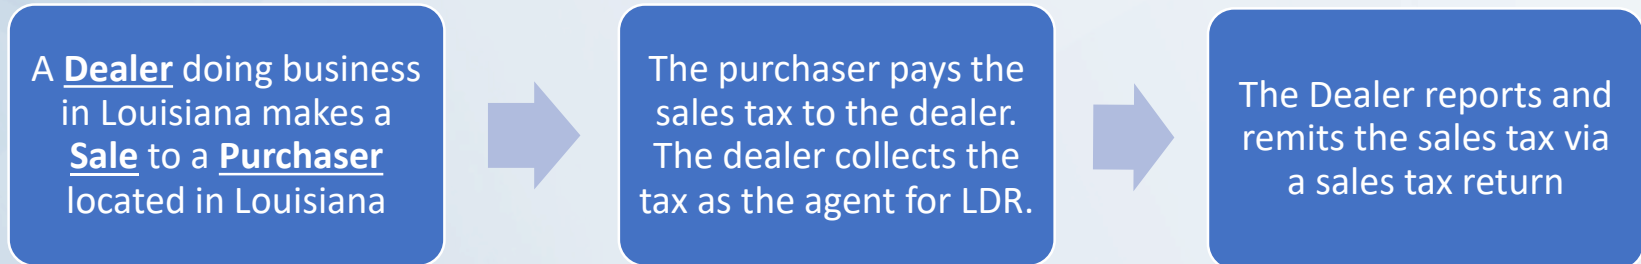 A Dealer doing business
in Louisiana makes a
Sale to a Purchaser
located in Louisiana
The purchaser pays the
sales tax to the dealer.
The dealer collects the
tax as the agent for LDR.
The Dealer reports and
remits the sales tax via
a sales tax return